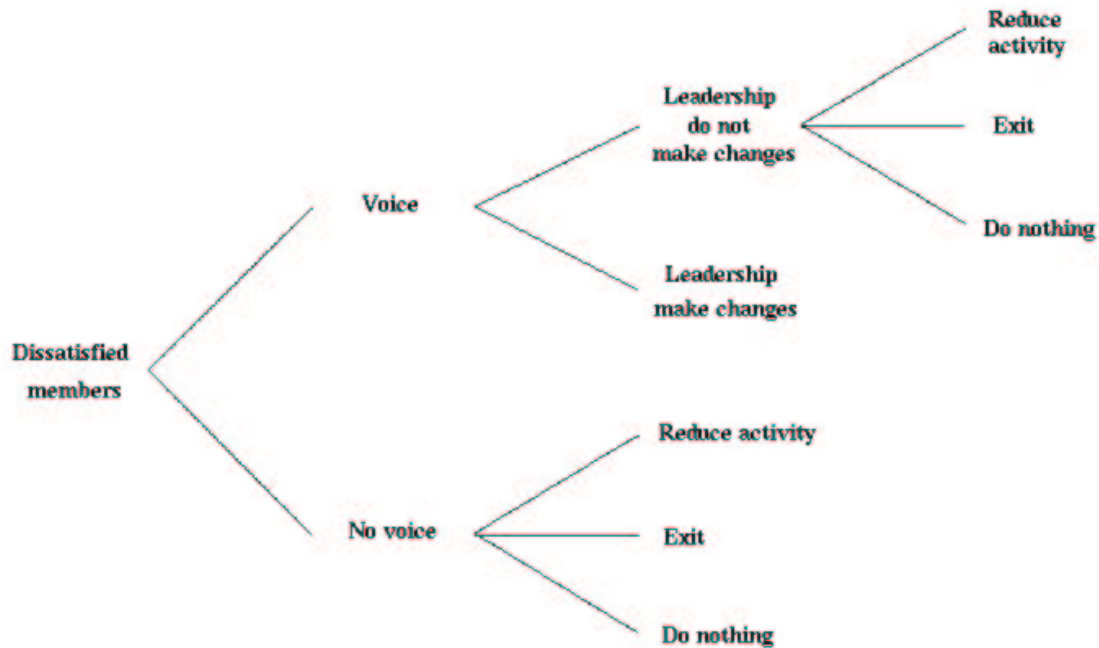 Reduce
activity
Leadership
do not
make changes
Exit
Voice
Do nothing
Leadership
make changes
Dissatisfied
members
Reduce activity
No voice
Exit
Do nothing